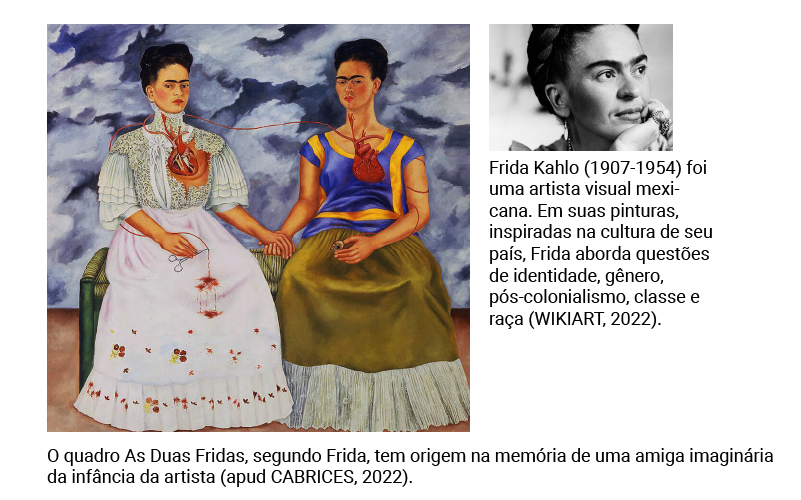 Frida Kahlo (1907-1954) foi
uma artista visual mexi-
cana. Em suas pinturas,
inspiradas na cultura de seu
país, Frida aborda questões
de identidade, gênero,
pós-colonialismo, classe e
raça (WIKIART, 2022).
O quadro As Duas Fridas, segundo Frida, tem origem na memória de uma amiga imaginária
da infância da artista (apud CABRICES, 2022).